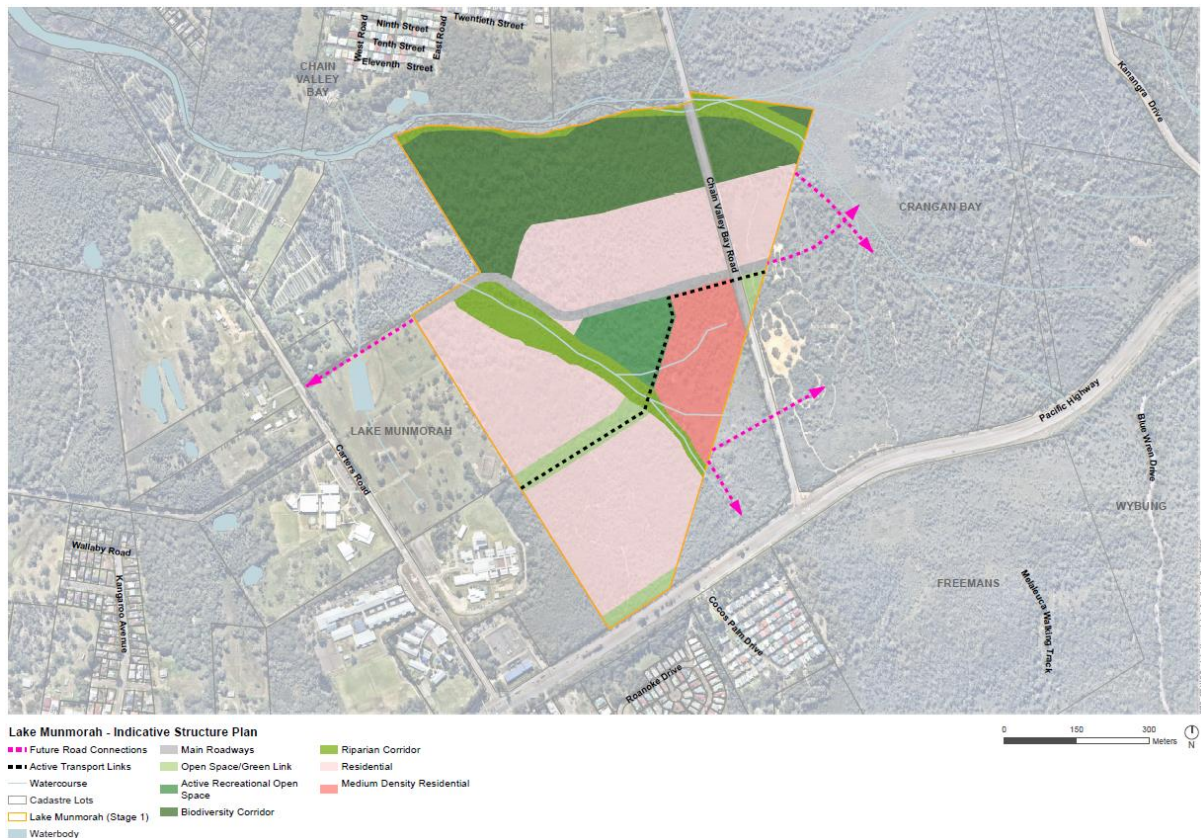 Twentieth Street
Ninth Street
West Road
East Road
Tenth Street
Eleventh Street
CHAIN
VALLEY
BAY
Kanangra Drive
Chain Valley Bay Road
CRANGAN BAY
LAKE MUNMORAH
Carters Road
Pacific Highway
Blue Wren Drive
WYBUNG
Wallaby Road
Kangaroo Avenue
FREEMANS
Melaleuca Walking Track
Cocos Palm Drive
Roanoke Drive
Lake Munmorah - Indicative Structure Plan
Future Road Connections
Active Transport Links
Watercourse
Cadastre Lots
Lake Munmorah (Stage 1)
Waterbody
Main Roadways
Open Space/Green Link
Active Recreational Open
Space
Biodiversity Corridor
Riparian Corridor
Residential
Medium Density Residential
0 150 300
Meters
N